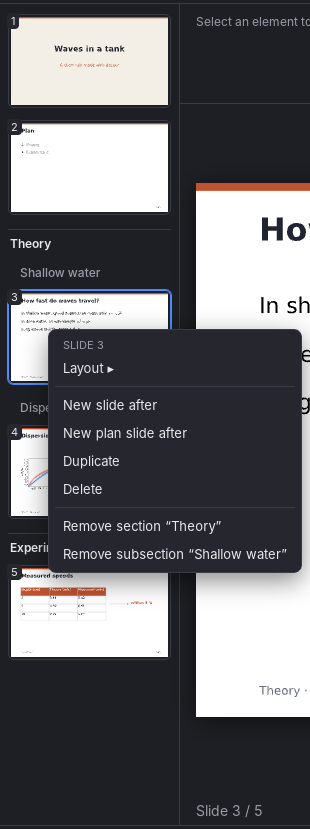 1
Waves in a tank
2
Plan
Theory
Shallow water
3
How fast do waves travel?
SLIDE 3
Layout ▸
New slide after
New plan slide after
Duplicate
Delete
Remove section “Theory”
Remove subsection “Shallow water”
Dispe
4
Dispersi
Experi
5
Measured speeds
Select an element to
Ho
In sh
e
g
Theory ·
Slide 3 / 5